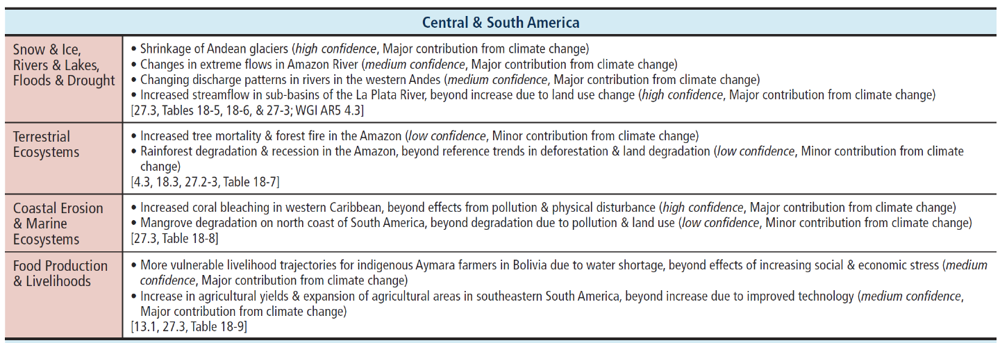 Central & South America
Snow & Ice,
Rivers & Lakes,
Floods & Drought
• Shrinkage of Andean glaciers (high confidence, Major contribution from climate change)
• Changes in extreme flows in Amazon River (medium confidence, Major contribution from climate change)
• Changing discharge patterns in rivers in the western Andes (medium confidence, Major contribution from climate change)
• Increased streamflow in sub-basins of the La Plata River, beyond increase due to land use change (high confidence, Major contribution from climate change)
[27.3, Tables 18-5, 18-6, & 27-3; WGI AR5 4.3]
Terrestrial
Ecosystems
• Increased tree mortality & forest fire in the Amazon (low confidence, Minor contribution from climate change)
• Rainforest degradation & recession in the Amazon, beyond reference trends in deforestation & land degradation (low confidence, Minor contribution from climate
change)
[4.3, 18.3, 27.2-3, Table 18-7]
Coastal Erosion
& Marine
Ecosystems
• Increased coral bleaching in western Caribbean, beyond effects from pollution & physical disturbance (high confidence, Major contribution from climate change)
• Mangrove degradation on north coast of South America, beyond degradation due to pollution & land use (low confidence, Minor contribution from climate change)
[27.3, Table 18-8]
Food Production
& Livelihoods
• More vulnerable livelihood trajectories for indigenous Aymara farmers in Bolivia due to water shortage, beyond effects of increasing social & economic stress (medium
confidence, Major contribution from climate change)
• Increase in agricultural yields & expansion of agricultural areas in southeastern South America, beyond increase due to improved technology (medium confidence,
Major contribution from climate change)
[13.1, 27.3, Table 18-9]